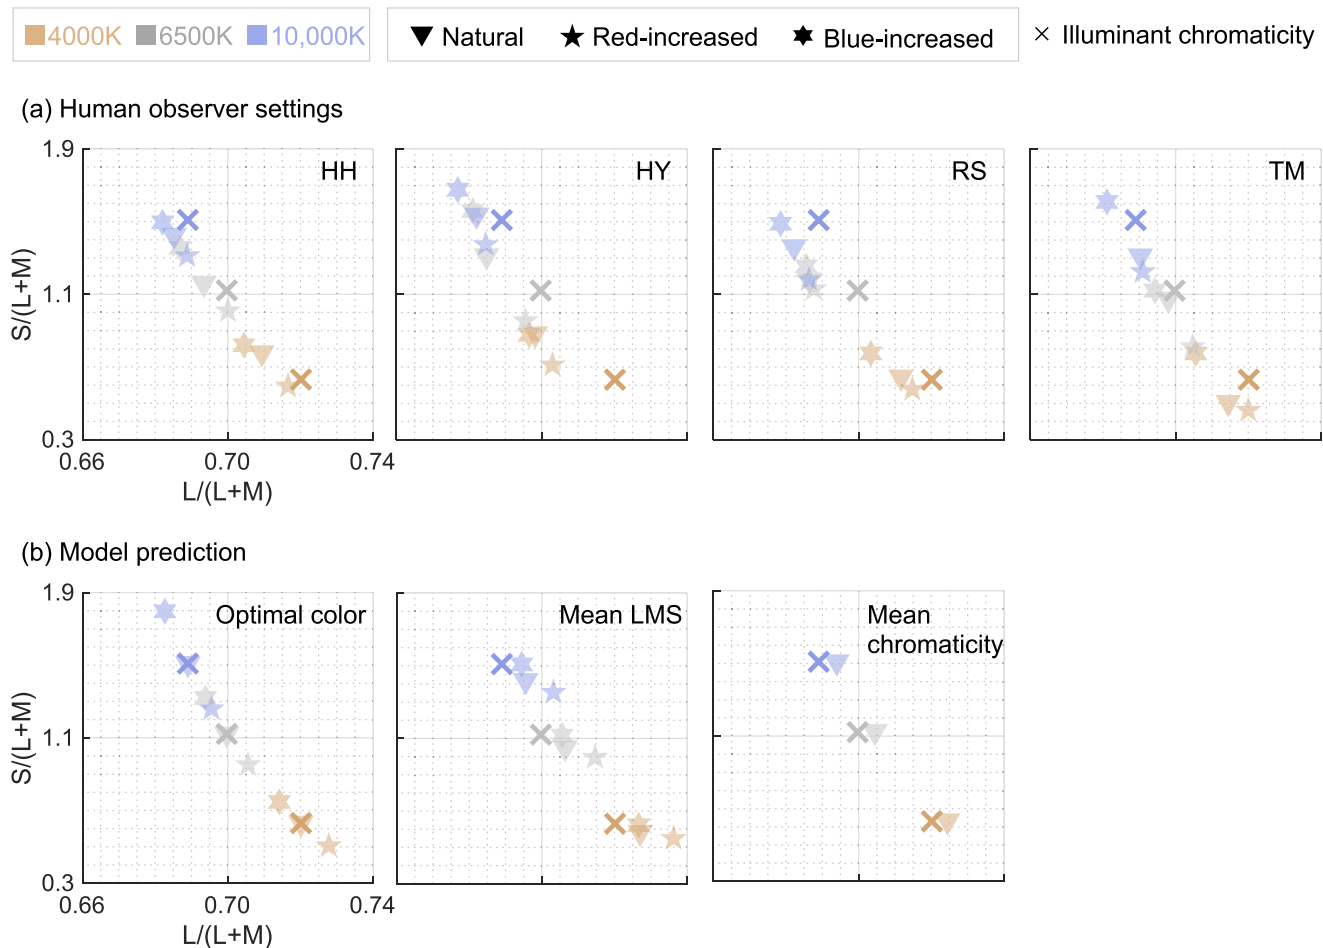 4000K 6500K 10,000K Natural Red-increased Blue-increased Illuminant chromaticity
(a) Human observer settings
1.9
1.1
0.3
S/(L+M)
HH
HY
RS
TM
0.66 0.70 0.74
L/(L+M)
(b) Model prediction
1.9
1.1
0.3
S/(L+M)
Optimal color
Mean LMS
Mean
chromaticity
0.66 0.70 0.74
L/(L+M)